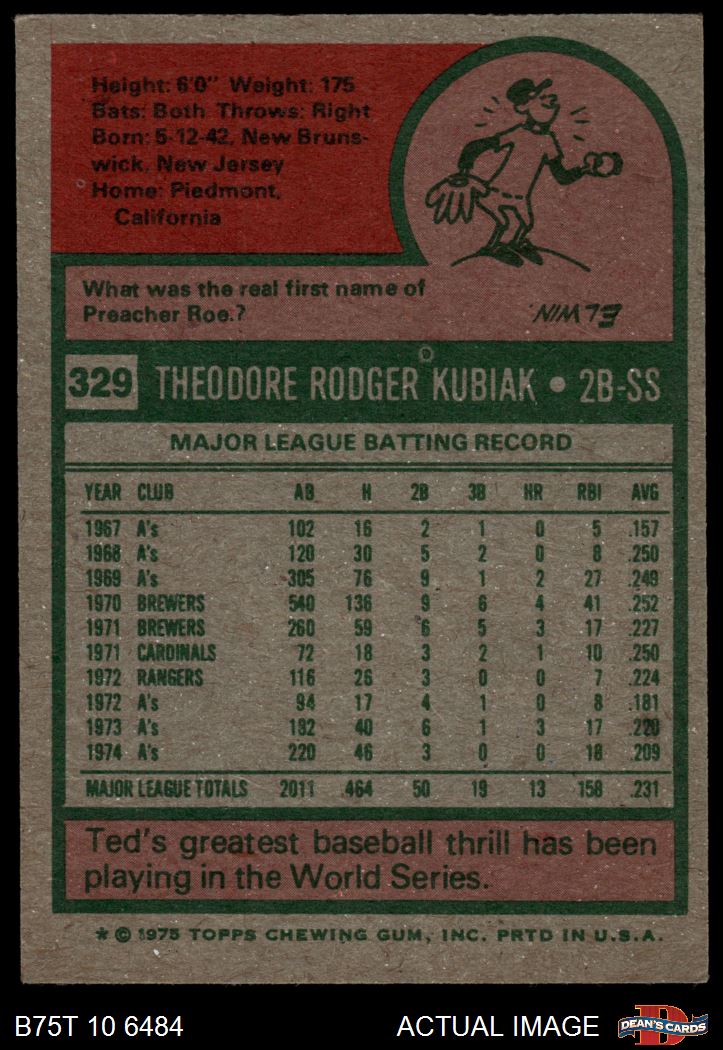 Height: 6'0" Weight: 175
Bats: Both Throws: Right
Born: 5-12-42, New Bruns-
wick, New Jersey
Home: Piedmont,
California
What was the real first name of
Preacher Roe.?
ELWIN.
329 THEODORE RODGER KUBIAK • 2B-SS
MAJOR LEAGUE BATTING RECORD
YEAR CLUB AB H 2B 3B HR RBI AVG
1967 A's 102 16 2 1 0 5 .157
1968 A's 120 30 5 2 0 8 .250
1969 A's 305 76 9 1 2 27 .249
1970 BREWERS 540 136 9 6 4 41 .252
1971 BREWERS 260 59 6 5 3 17 .227
1971 CARDINALS 72 18 3 2 1 10 .250
1972 RANGERS 116 26 3 0 0 7 .224
1972 A's 94 17 4 1 0 8 .181
1973 A's 182 40 6 1 3 17 .220
1974 A's 220 46 3 0 0 18 .209
MAJOR LEAGUE TOTALS 2011 464 50 19 13 158 .231
Ted's greatest baseball thrill has been
playing in the World Series.
* © 1975 TOPPS CHEWING GUM, INC. PRTD IN U.S.A.
B75T 10 6484 ACTUAL IMAGE D DEAN'S CARDS